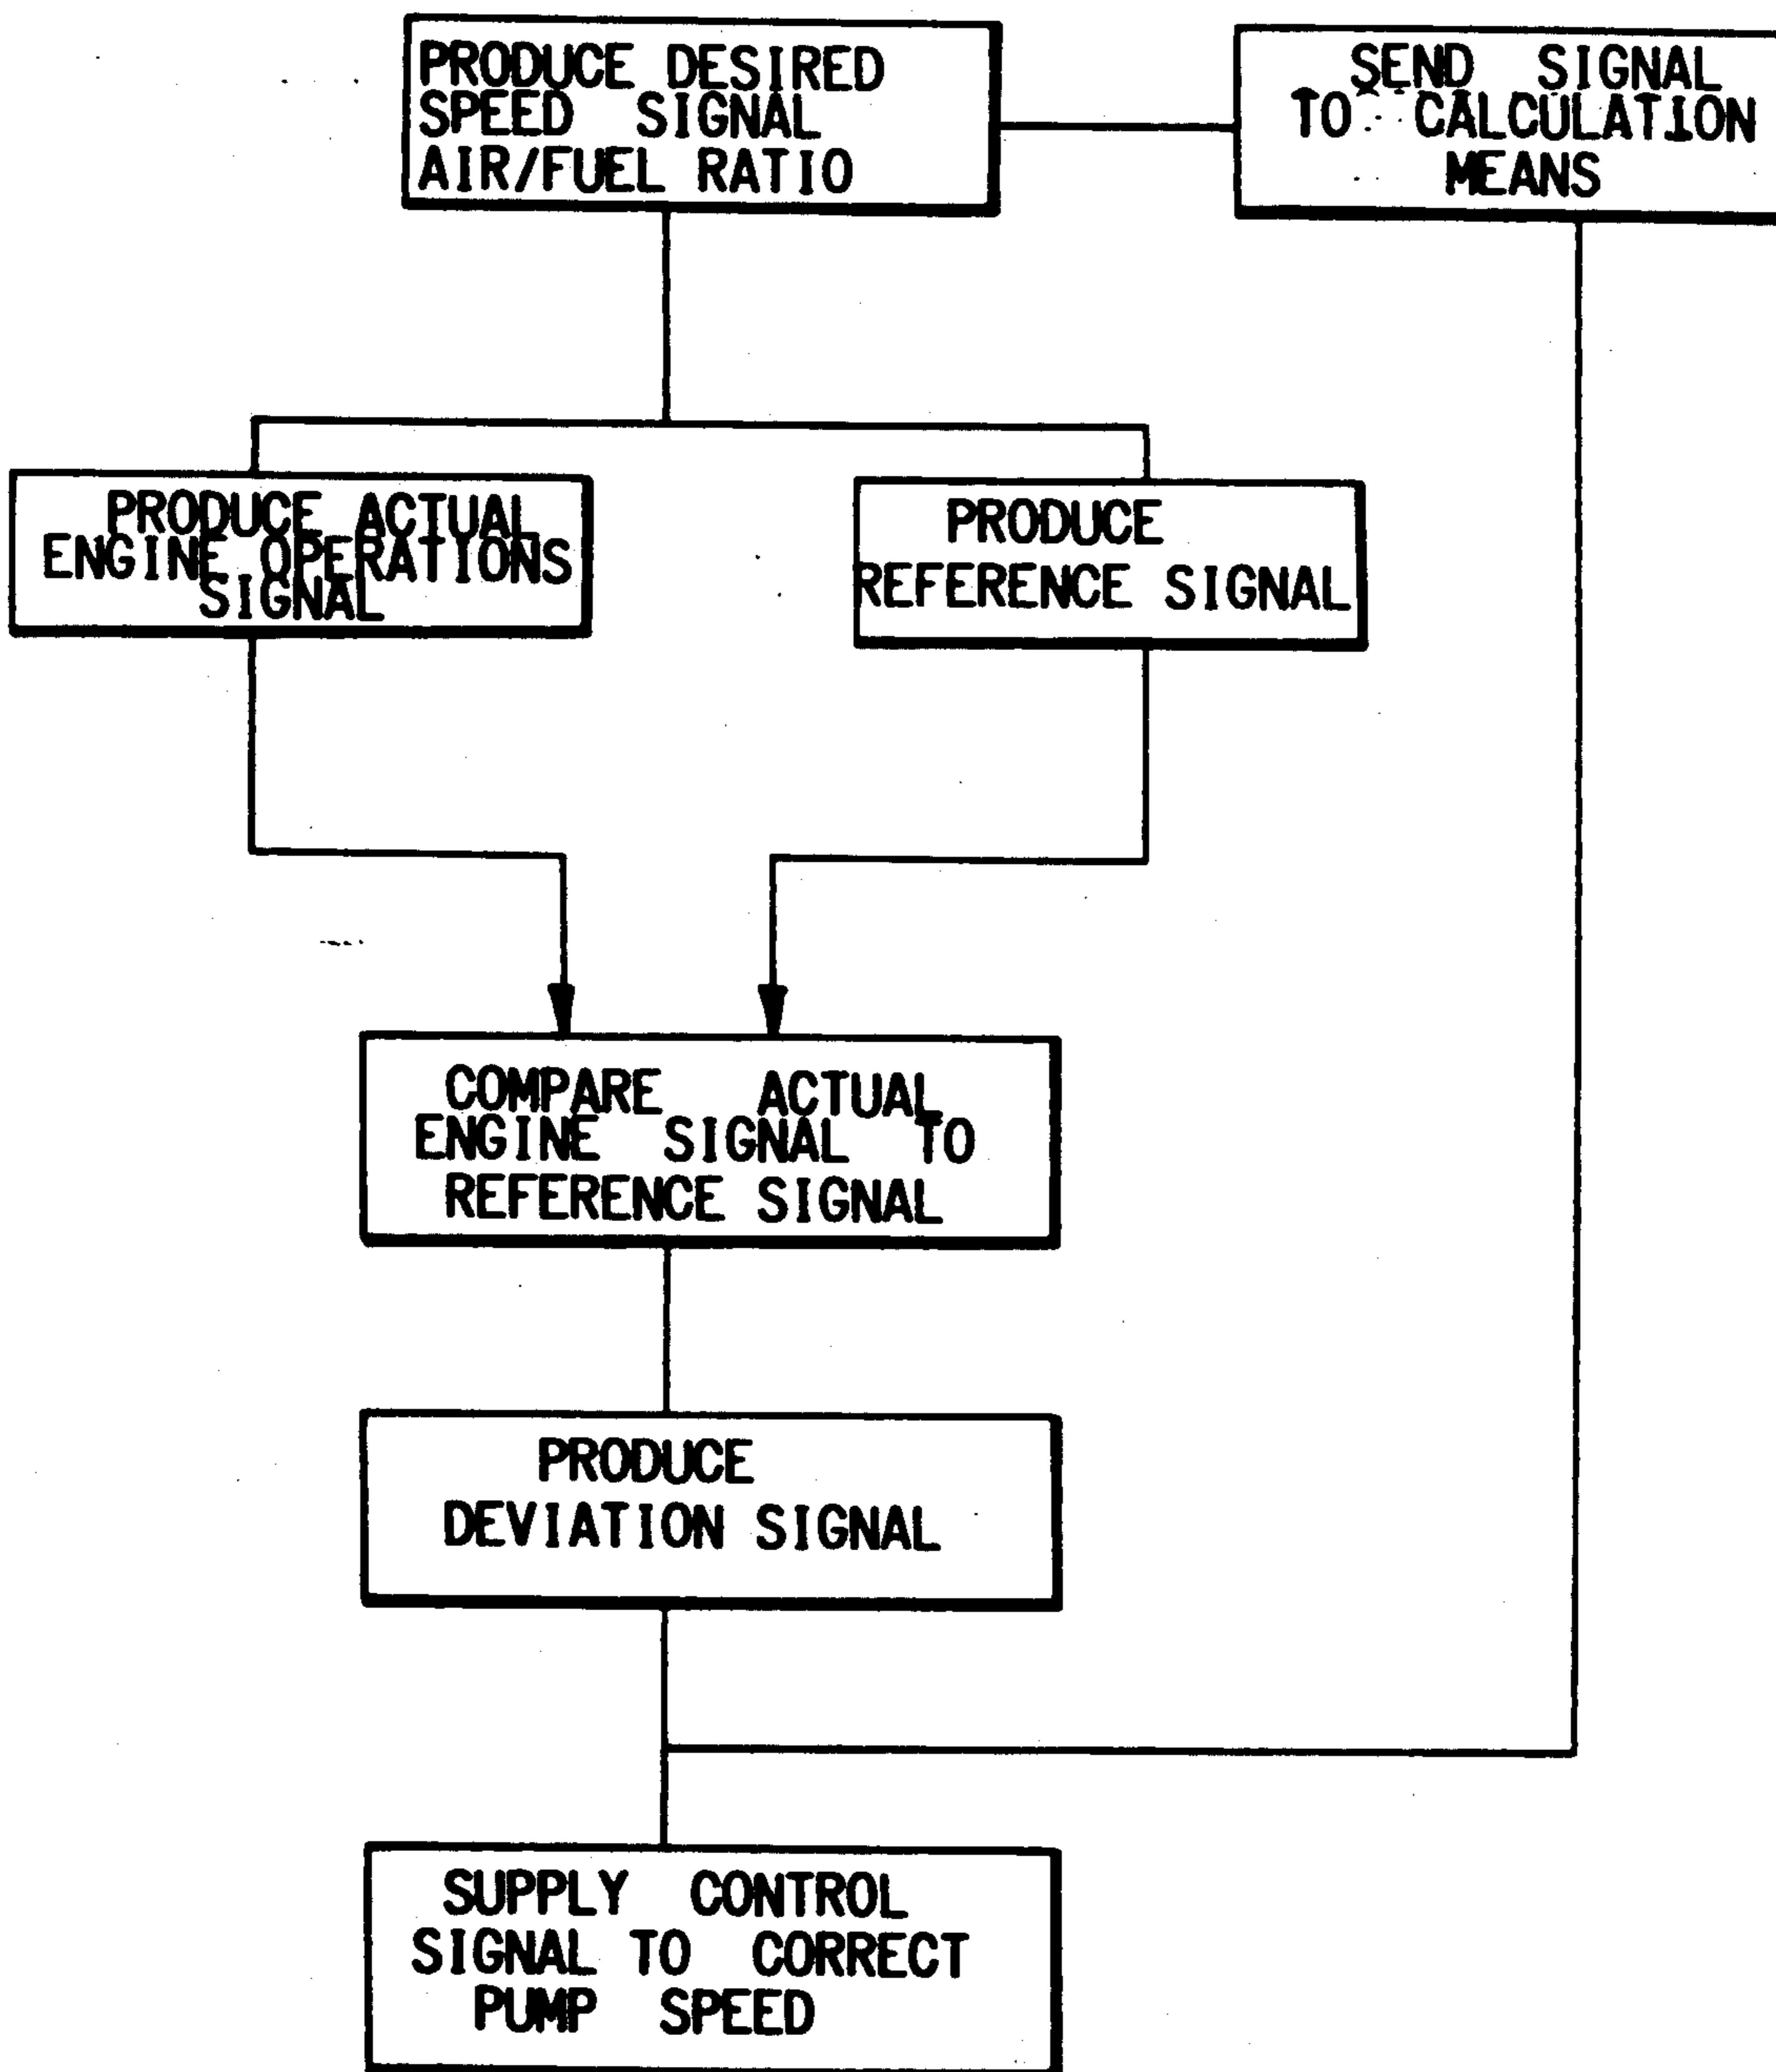 PRODUCE DESIRED
SPEED SIGNAL
AIR/FUEL RATIO
SEND SIGNAL
TO CALCULATION
MEANS
PRODUCE ACTUAL
ENGINE OPERATIONS
SIGNAL
PRODUCE
REFERENCE SIGNAL
COMPARE ACTUAL
ENGINE SIGNAL TO
REFERENCE SIGNAL
PRODUCE
DEVIATION SIGNAL
SUPPLY CONTROL
SIGNAL TO CORRECT
PUMP SPEED